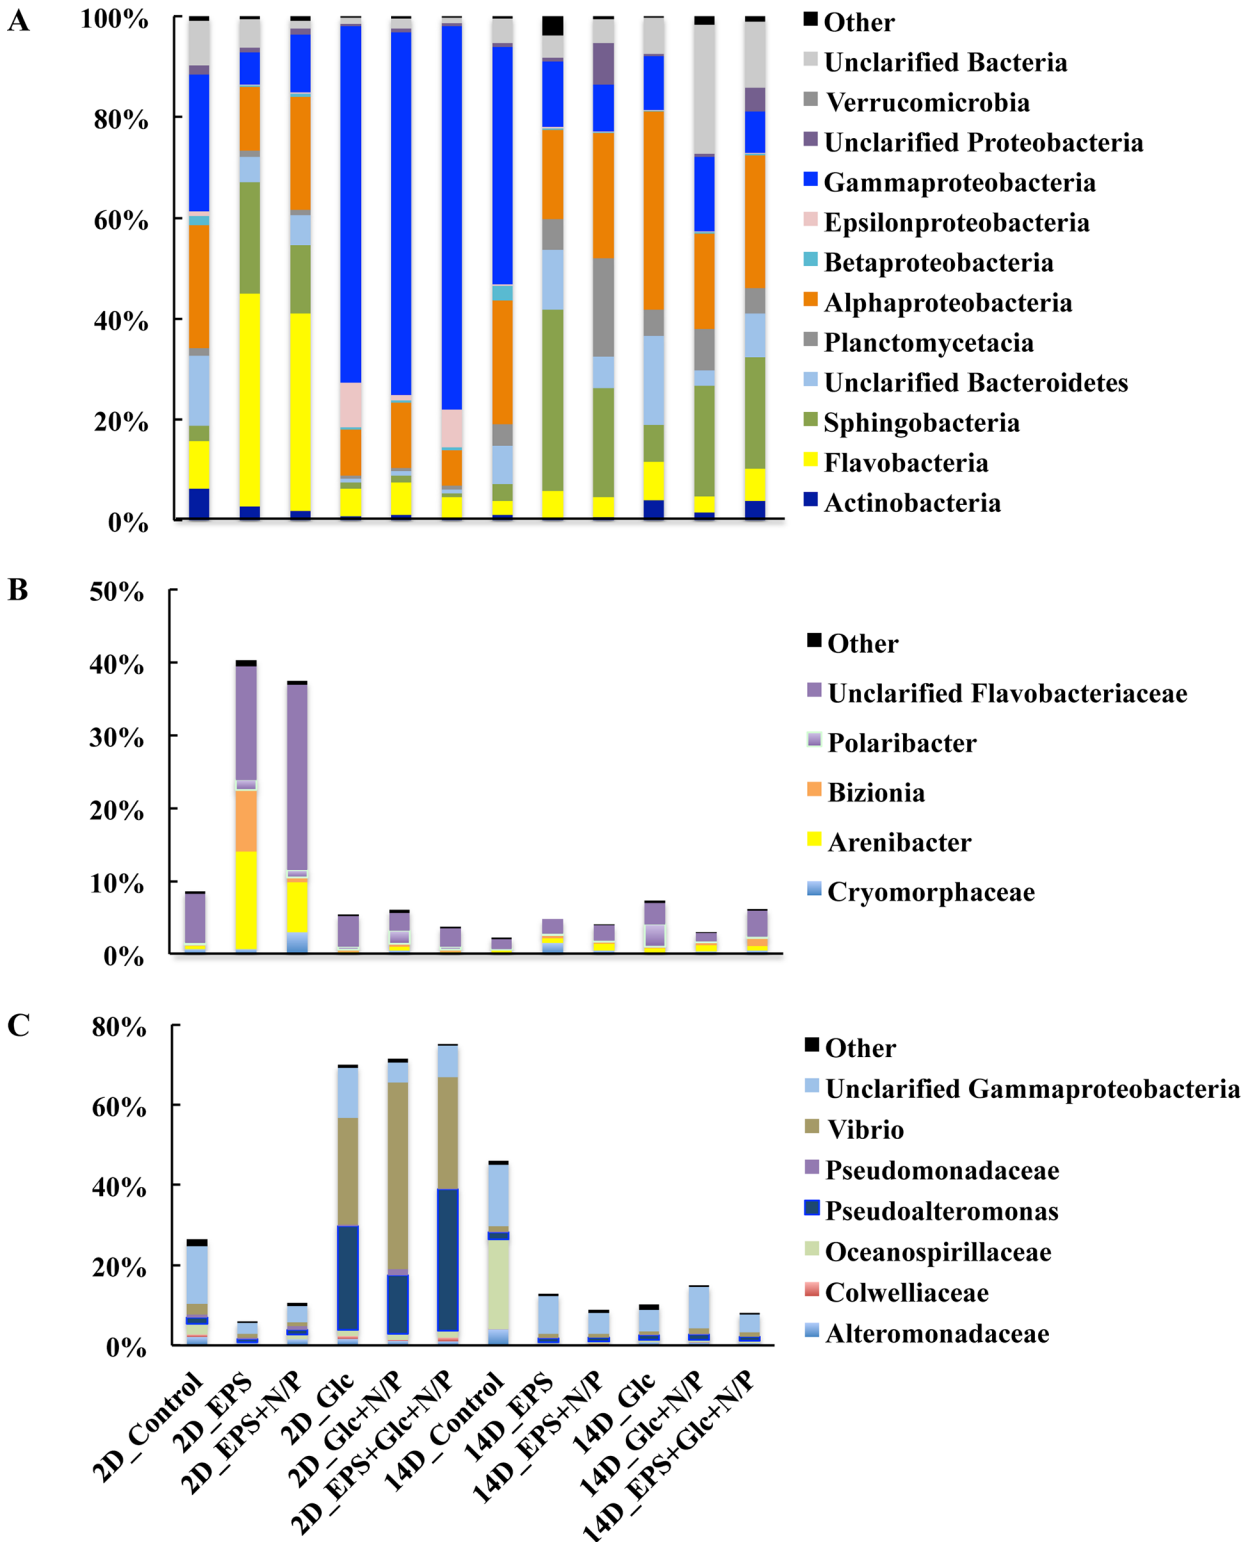 A
100%
80%
60%
40%
20%
0%
Other
Unclarified Bacteria
Verrucomicrobia
Unclarified Proteobacteria
Gammaproteobacteria
Epsilonproteobacteria
Betaproteobacteria
Alphaproteobacteria
Planctomycetacia
Unclarified Bacteroidetes
Sphingobacteria
Flavobacteria
Actinobacteria
B
50%
40%
30%
20%
10%
0%
Other
Unclarified Flavobacteriaceae
Polaribacter
Bizionia
Arenibacter
Cryomorphaceae
C
80%
60%
40%
20%
0%
Other
Unclarified Gammaproteobacteria
Vibrio
Pseudomonadaceae
Pseudoalteromonas
Oceanospirillaceae
Colwelliaceae
Alteromonadaceae
2D_Control
2D_EPS
2D_EPS+N/P
2D_Glc
2D_Glc+N/P
2D_EPS+Glc+N/P
14D_Control
14D_EPS
14D_EPS+N/P
14D_Glc
14D_Glc+N/P
14D_EPS+Glc+N/P